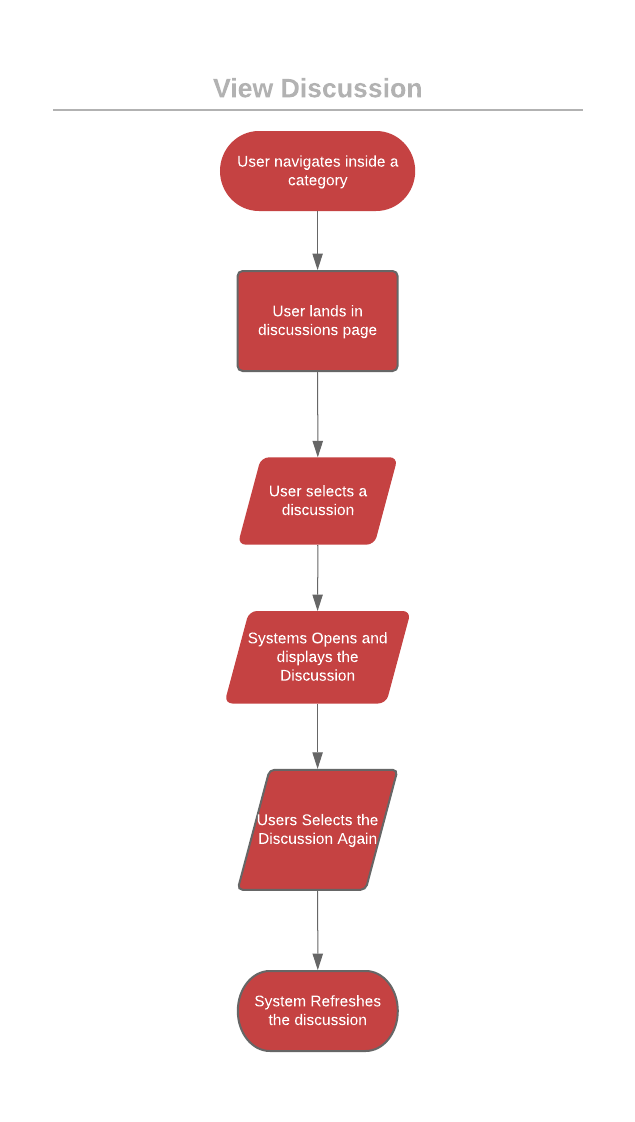 View Discussion
User navigates inside a
category
User lands in
discussions page
User selects a
discussion
Systems Opens and
displays the
Discussion
Users Selects the
Discussion Again
System Refreshes
the discussion